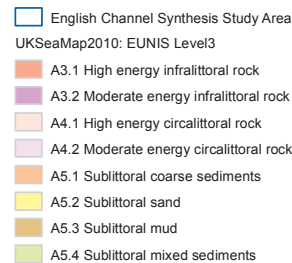 English Channel Synthesis Study Area
UKSeaMap2010: EUNIS Level3
A3.1 High energy infralittoral rock
A3.2 Moderate energy infralittoral rock
A4.1 High energy circalittoral rock
A4.2 Moderate energy circalittoral rock
A5.1 Sublittoral coarse sediments
A5.2 Sublittoral sand
A5.3 Sublittoral mud
A5.4 Sublittoral mixed sediments